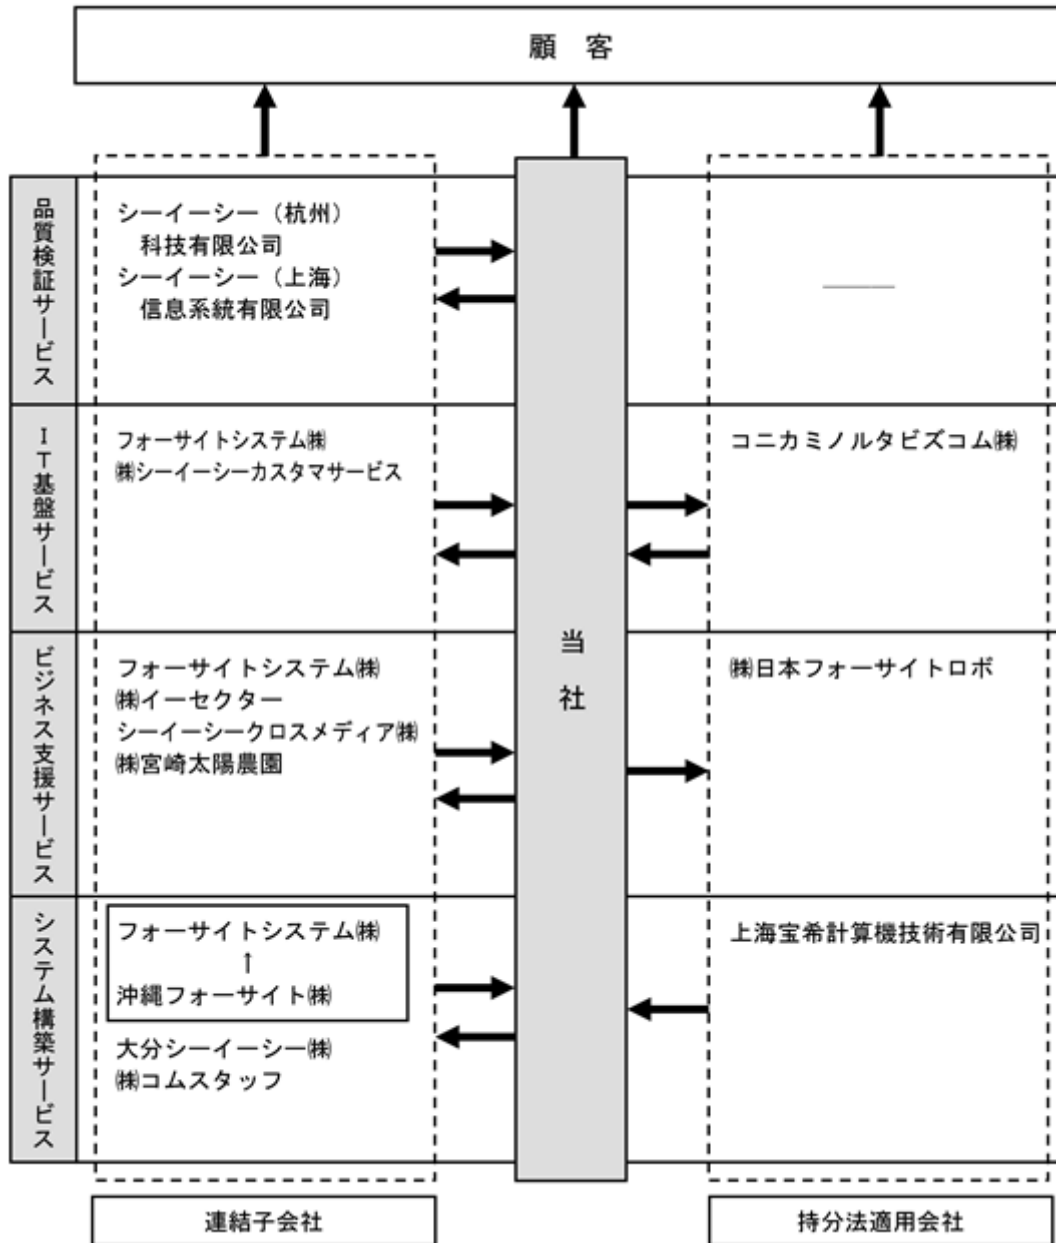 顧　客
品質検証サービス
シーイーシー（杭州）
科技有限公司
シーイーシー（上海）
信息系統有限公司
ＩＴ基盤サービス
フォーサイトシステム㈱
㈱シーイーシーカスタマサービス
コニカミノルタビズコム㈱
当社
ビジネス支援サービス
フォーサイトシステム㈱
㈱イーセクター
シーイーシークロスメディア㈱
㈱宮崎太陽農園
㈱日本フォーサイトロボ
システム構築サービス
フォーサイトシステム㈱
↑
沖縄フォーサイト㈱
大分シーイーシー㈱
㈱コムスタッフ
上海宝希計算機技術有限公司
連結子会社
持分法適用会社